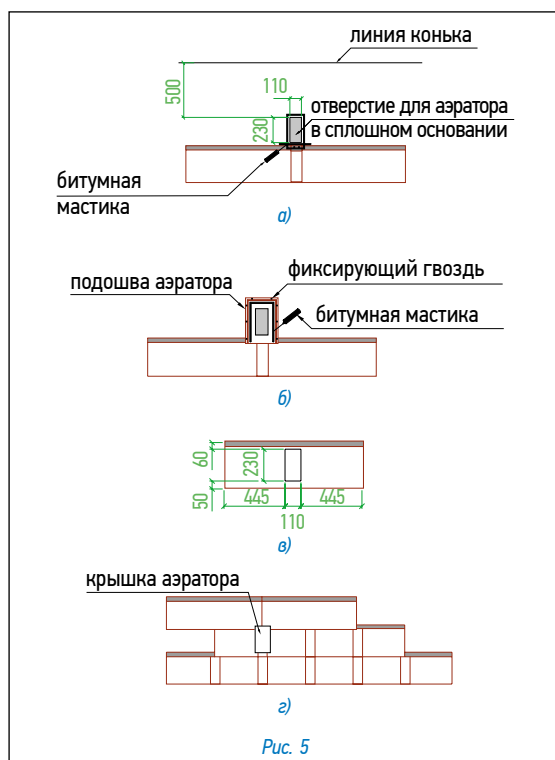 линия конька
110
500
230
отверстие для аэратора
в сплошном основании
битумная
мастика
а)
фиксирующий гвоздь
подошва аэратора
битумная мастика
б)
60
230
50
445
445
110
в)
крышка аэратора
г)
Рис. 5